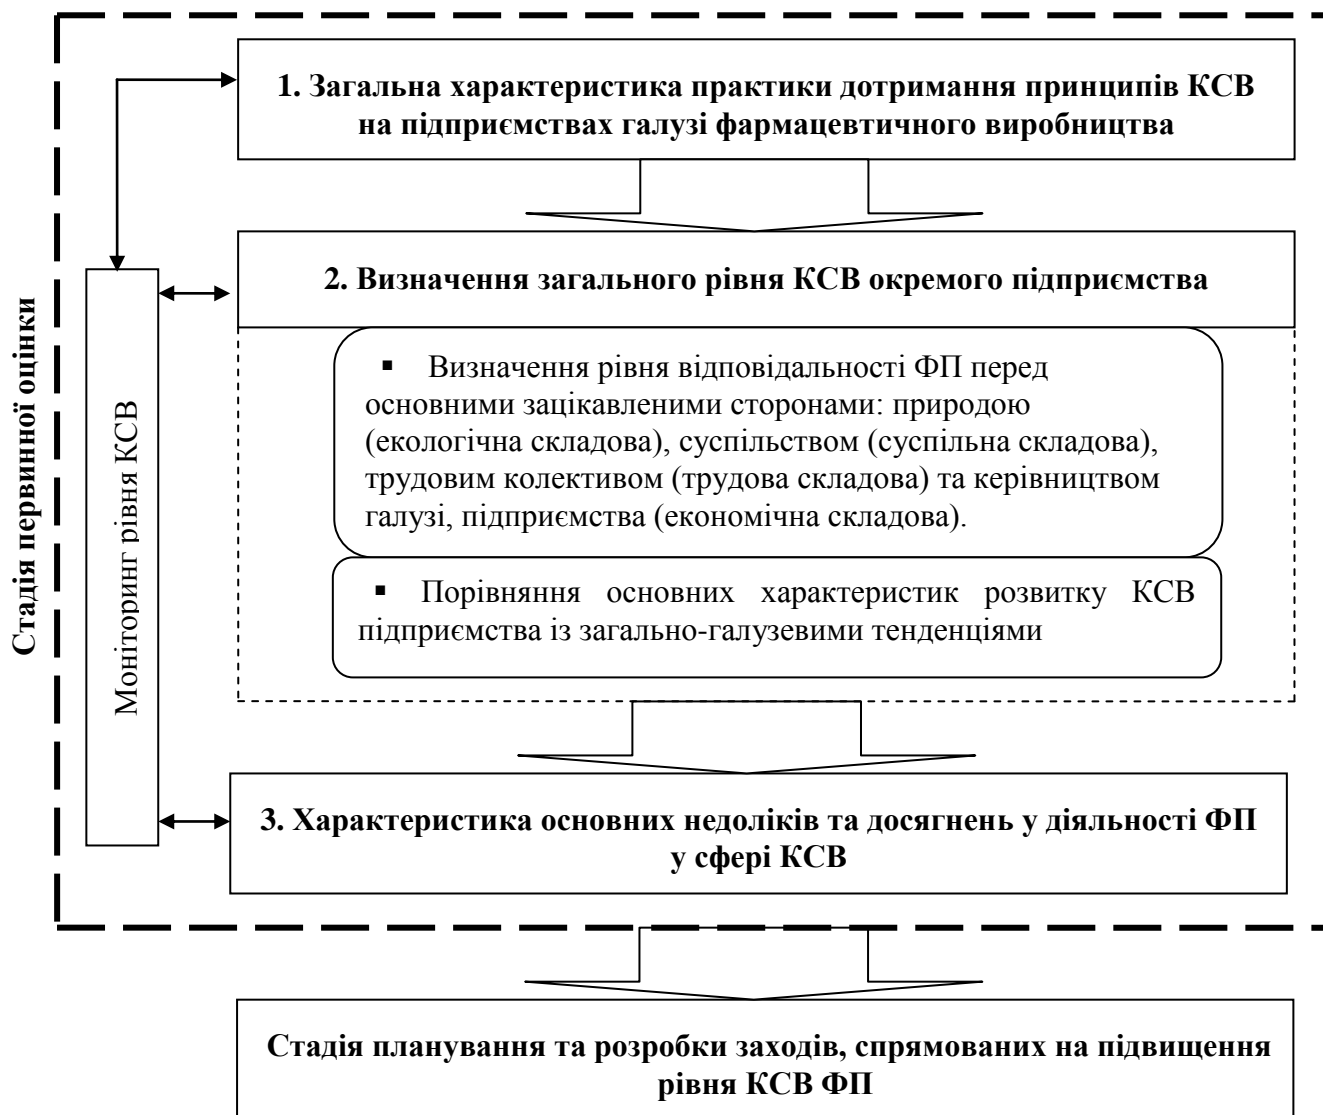 1. Загальна характеристика практики дотримання принципів КСВ
на підприємствах галузі фармацевтичного виробництва
2. Визначення загального рівня КСВ окремого підприємства
▪ Визначення рівня відповідальності ФП перед
основними зацікавленими сторонами: природою
(екологічна складова), суспільством (суспільна складова),
трудовим колективом (трудова складова) та керівництвом
галузі, підприємства (економічна складова).
▪ Порівняння основних характеристик розвитку КСВ
підприємства із загально-галузевими тенденціями
Стадія первинної оцінки
Моніторинг рівня КСВ
3. Характеристика основних недоліків та досягнень у діяльності ФП
у сфері КСВ
Стадія планування та розробки заходів, спрямованих на підвищення
рівня КСВ ФП